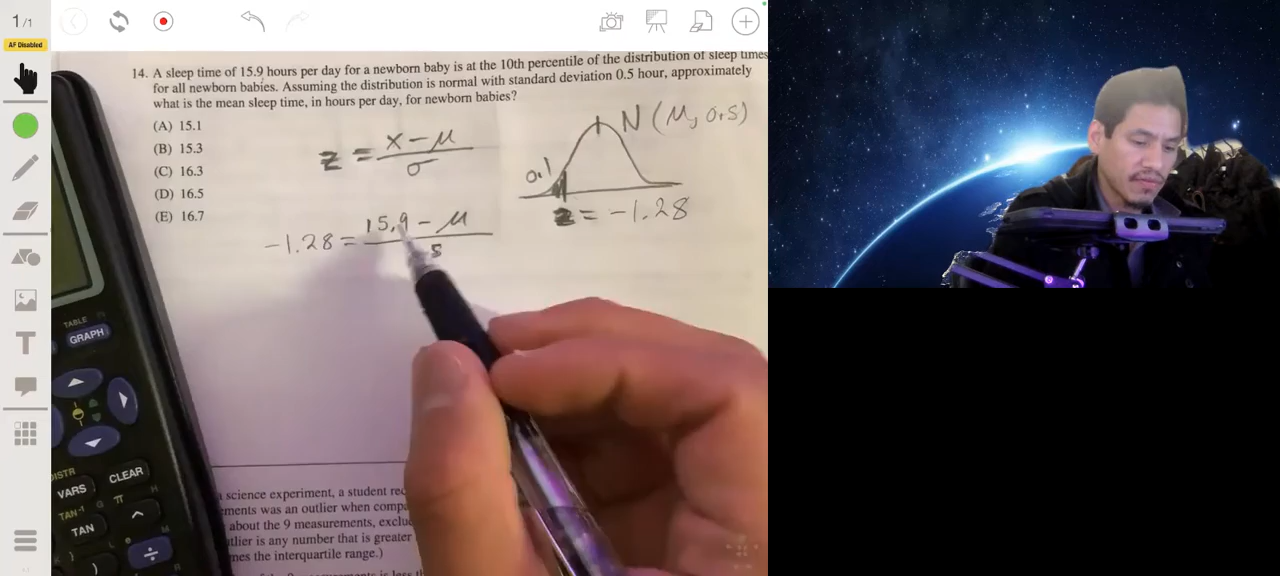 1/1
AF Disabled
14. A sleep time of 15.9 hours per day for a newborn baby is at the 10th percentile of the distribution of sleep times
for all newborn babies. Assuming the distribution is normal with standard deviation 0.5 hour, approximately
what is the mean sleep time, in hours per day, for newborn babies?
(A) 15.1
(B) 15.3
(C) 16.3
(D) 16.5
(E) 16.7
z = x - μ / σ
N (μ, 0.5)
0.1
z = -1.28
-1.28 = 15.9 - μ / 5
TABLE
GRAPH
DISTR
VARS
CLEAR
TAN⁻¹
TAN
π
H
^
÷
)
a science experiment, a student
ements was an outlier when
about the 9 measurements,
utlier is any number that is greater
mes the interquartile range.)